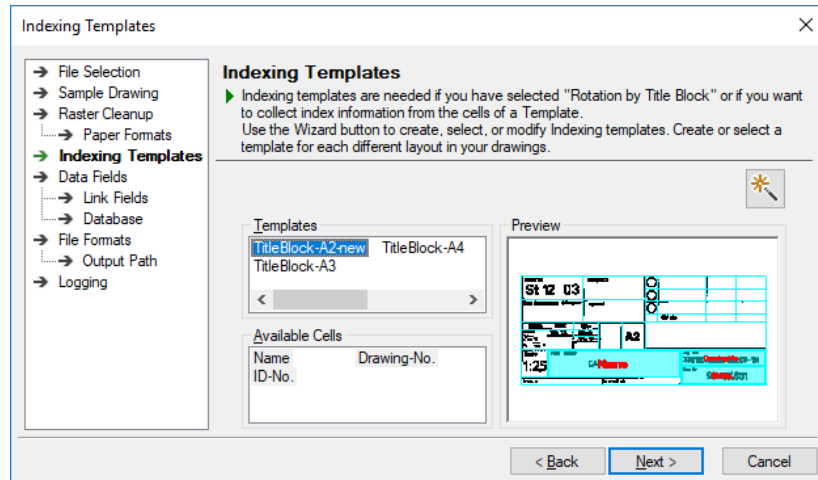 Indexing Templates
File Selection
Sample Drawing
Raster Cleanup
Paper Formats
Indexing Templates
Data Fields
Link Fields
Database
File Formats
Output Path
Logging
Indexing Templates
Indexing templates are needed if you have selected "Rotation by Title Block" or if you want
to collect index information from the cells of a Template.
Use the Wizard button to create, select, or modify Indexing templates. Create or select a
template for each different layout in your drawings.
Templates
TitleBlock-A2-new TitleBlock-A4
TitleBlock-A3
Available Cells
Name Drawing-No.
ID-No.
Preview
St 12 03
A2
1:25
< Back Next > Cancel